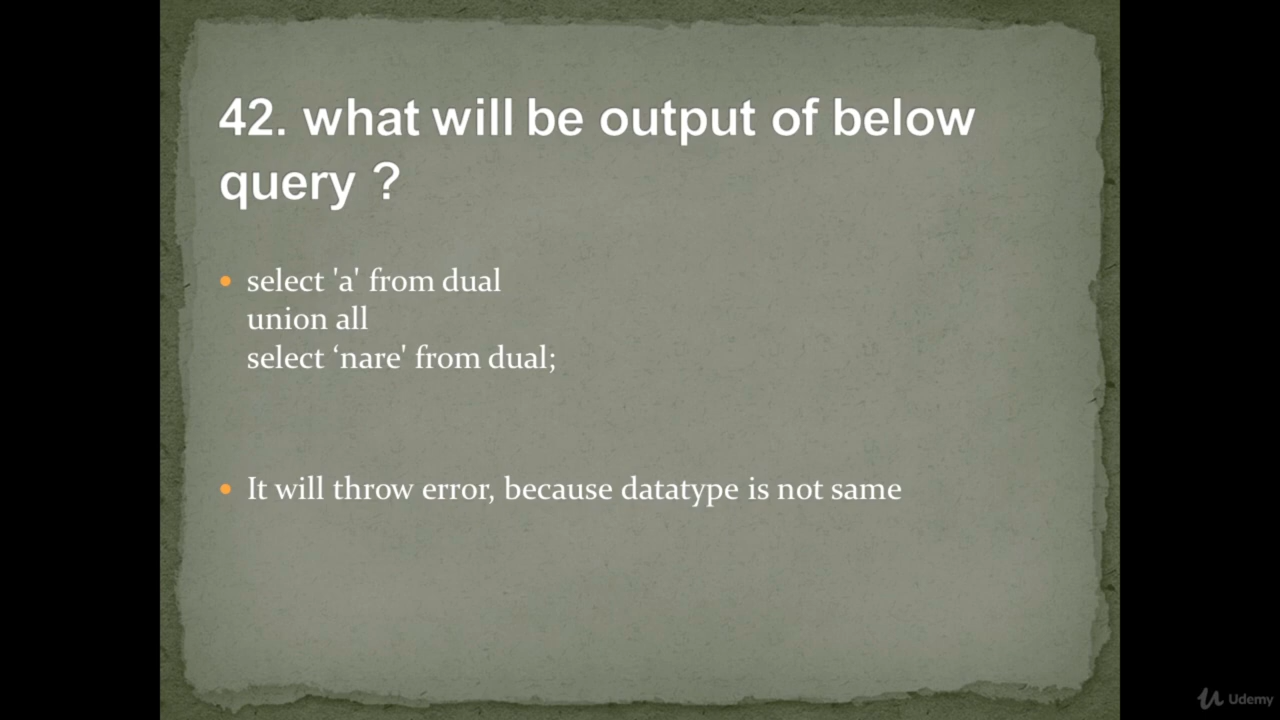 42. what will be output of below
query ?
• select 'a' from dual
union all
select ‘nare' from dual;
• It will throw error, because datatype is not same
Udemy